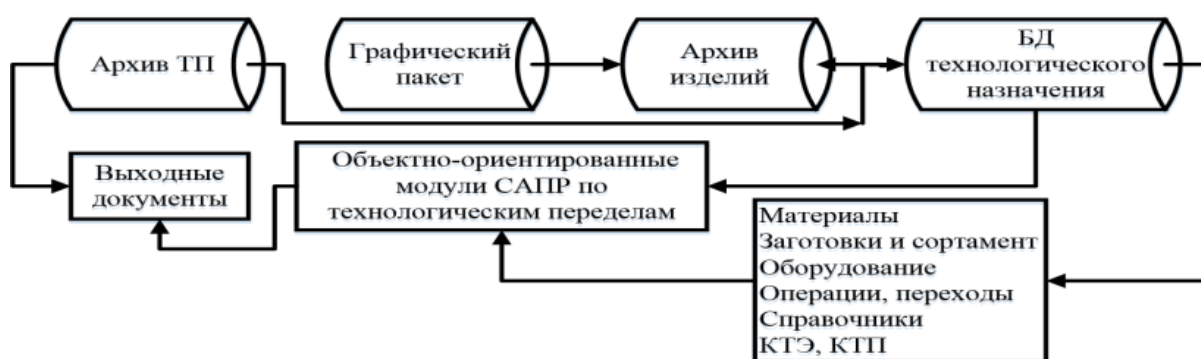 Архив ТП
Графический
пакет
Архив
изделий
БД
технологического
назначения
Выходные
документы
Объектно-ориентированные
модули САПР по
технологическим переделам
Материалы
Заготовки и сортамент
Оборудование
Операции, переходы
Справочники
КТЭ, КТП